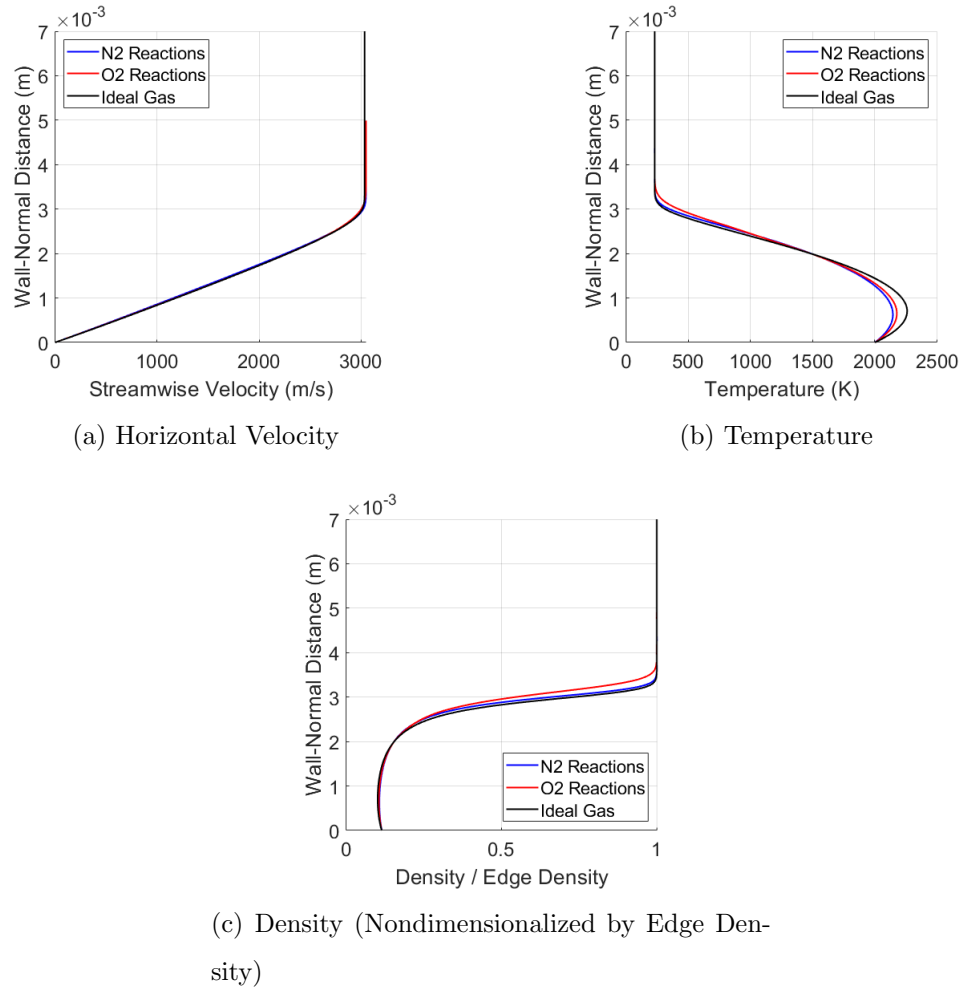 ×10⁻³
7
6
5
4
3
2
1
0
Wall-Normal Distance (m)
N2 Reactions
O2 Reactions
Ideal Gas
0 1000 2000 3000
Streamwise Velocity (m/s)
(a) Horizontal Velocity
×10⁻³
7
6
5
4
3
2
1
0
Wall-Normal Distance (m)
N2 Reactions
O2 Reactions
Ideal Gas
0 500 1000 1500 2000 2500
Temperature (K)
(b) Temperature
×10⁻³
7
6
5
4
3
2
1
0
Wall-Normal Distance (m)
N2 Reactions
O2 Reactions
Ideal Gas
0 0.5 1
Density / Edge Density
(c) Density (Nondimensionalized by Edge Den-
sity)